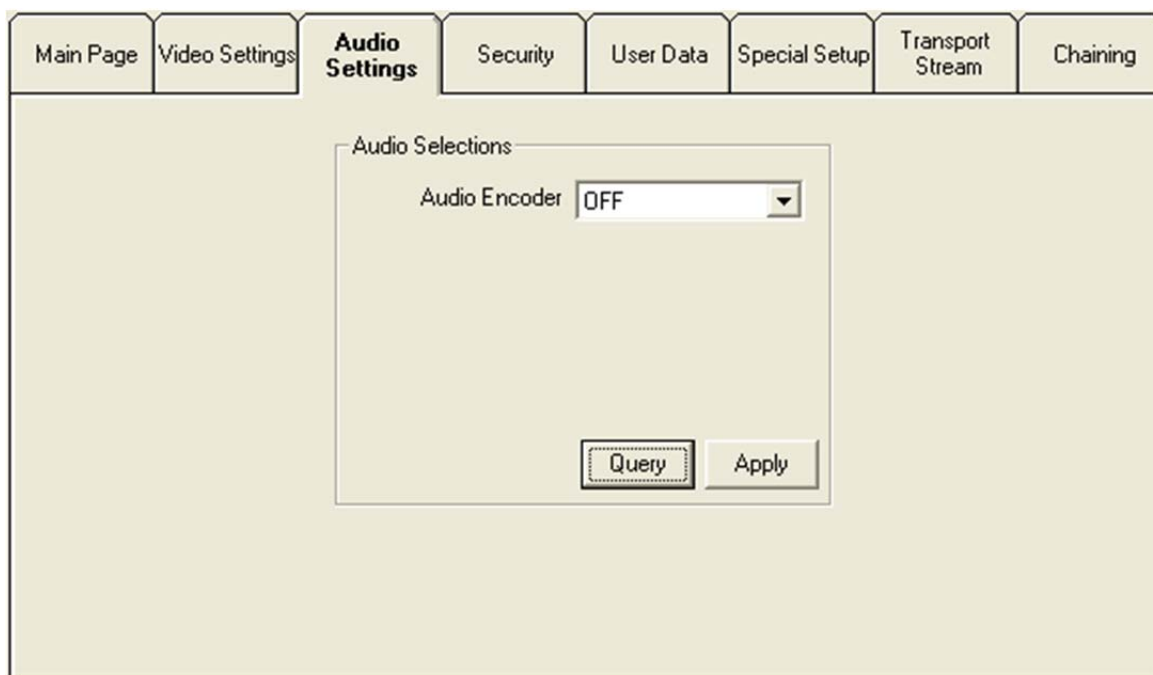 Main Page
Video Settings
Audio
Settings
Security
User Data
Special Setup
Transport
Stream
Chaining
Audio Selections
Audio Encoder
OFF
Query
Apply